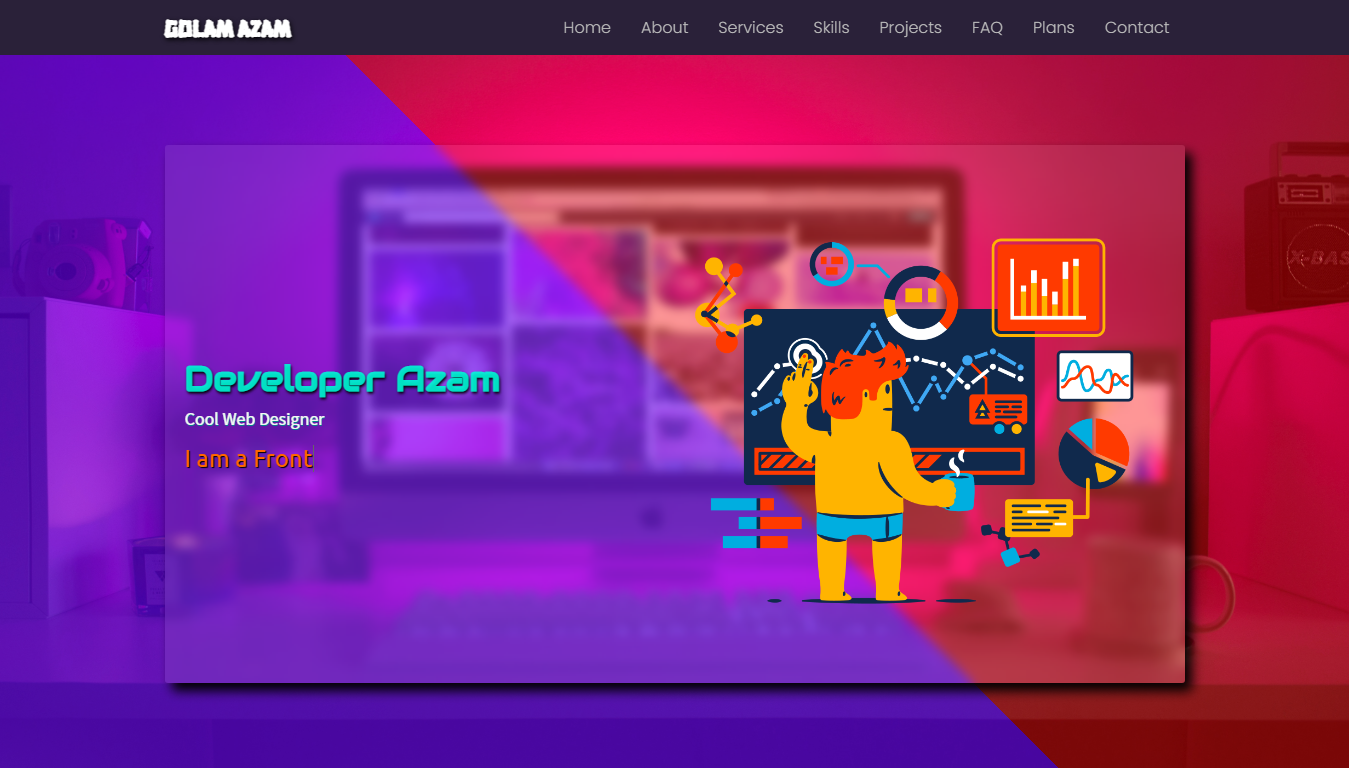 GOLAM AZAM
Home About Services Skills Projects FAQ Plans Contact
Developer Azam
Cool Web Designer
I am a Front